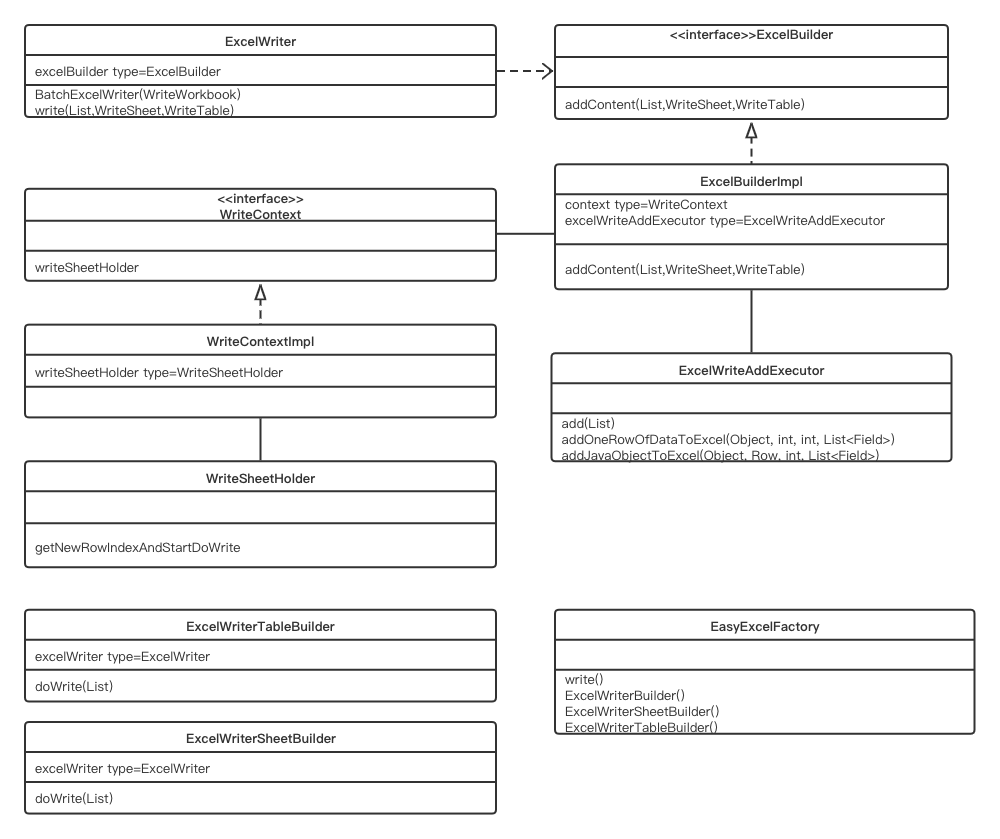 ExcelWriter
excelBuilder type=ExcelBuilder
BatchExcelWriter(WriteWorkbook)
write(List,WriteSheet,WriteTable)
<<interface>>ExcelBuilder
addContent(List,WriteSheet,WriteTable)
<<interface>>
WriteContext
writeSheetHolder
ExcelBuilderImpl
context type=WriteContext
excelWriteAddExecutor type=ExcelWriteAddExecutor
addContent(List,WriteSheet,WriteTable)
WriteContextImpl
writeSheetHolder type=WriteSheetHolder
ExcelWriteAddExecutor
add(List)
addOneRowOfDataToExcel(Object, int, int, List<Field>)
addJavaObjectToExcel(Object, Row, int, List<Field>)
WriteSheetHolder
getNewRowIndexAndStartDoWrite
ExcelWriterTableBuilder
excelWriter type=ExcelWriter
doWrite(List)
EasyExcelFactory
write()
ExcelWriterBuilder()
ExcelWriterSheetBuilder()
ExcelWriterTableBuilder()
ExcelWriterSheetBuilder
excelWriter type=ExcelWriter
doWrite(List)